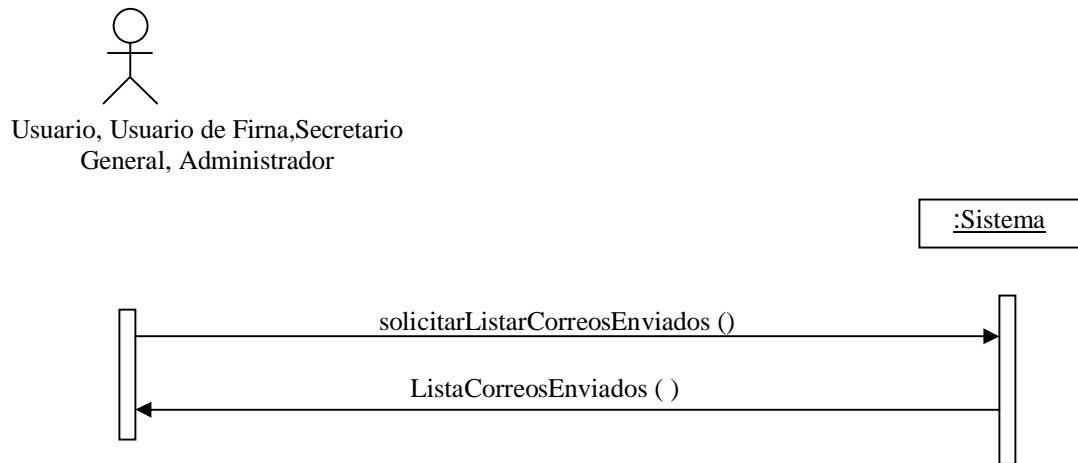 Usuario, Usuario de Firna,Secretario
General, Administrador
:Sistema
solicitarListarCorreosEnviados ()
ListaCorreosEnviados ( )